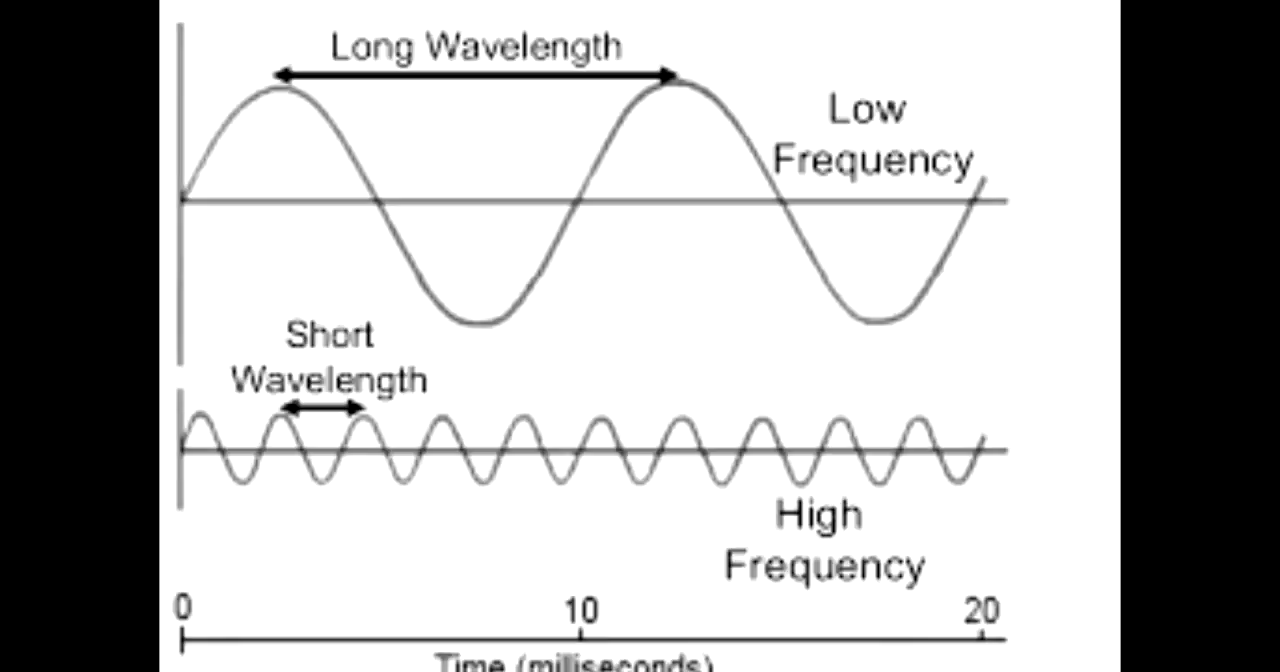 Long Wavelength
Low
Frequency
Short
Wavelength
High
Frequency
0 10 20
Time (milliseconds)